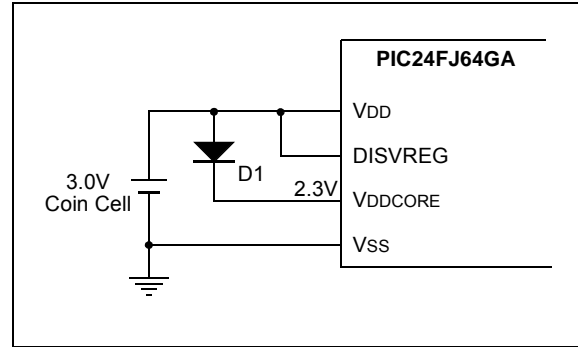 PIC24FJ64GA
VDD
DISVREG
D1
3.0V
Coin Cell
2.3V
VDDCORE
VSS